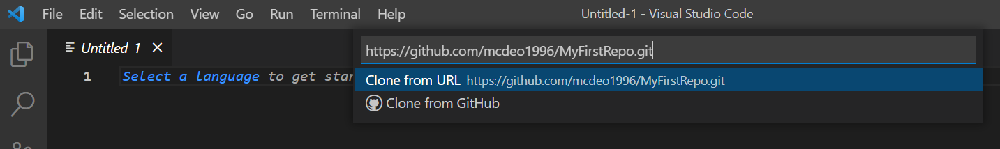 File Edit Selection View Go Run Terminal Help Untitled-1 - Visual Studio Code
Untitled-1
https://github.com/mcdeo1996/MyFirstRepo.git
1 Select a language to get star
Clone from URL https://github.com/mcdeo1996/MyFirstRepo.git
Clone from GitHub